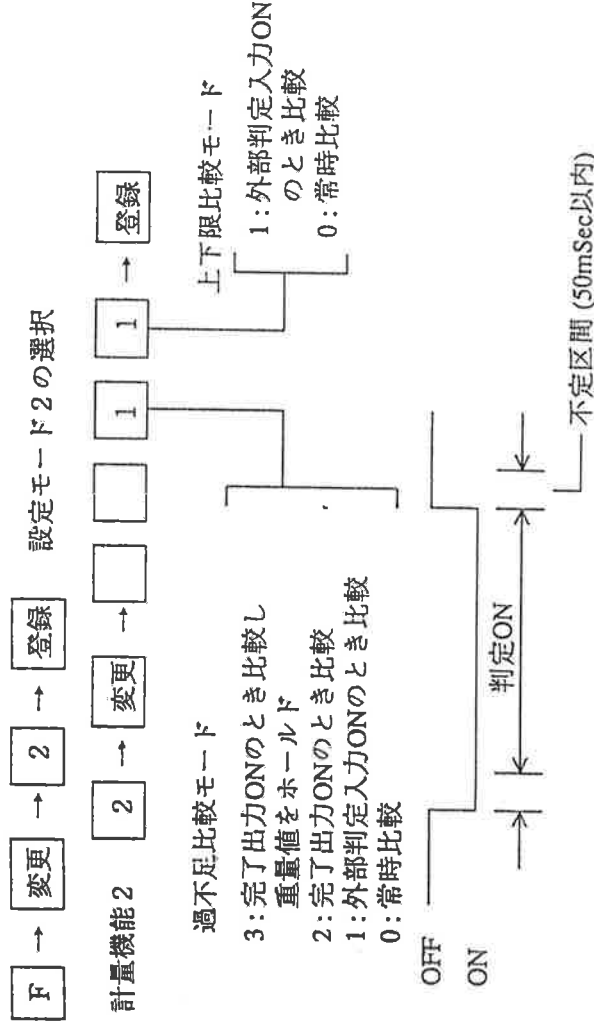 F → 変更 → 2 → 登録 設定モード2の選択
計量機能2 2 → 変更 → 1 1 → 登録
過不足比較モード
3:完了出力ONのとき比較し
重量値をホールド
2:完了出力ONのとき比較
1:外部判定入力ONのとき比較
0:常時比較
上下限比較モード
1:外部判定入力ON
のとき比較
0:常時比較
OFF
ON
判定ON
不定区間 (50mSec以内)